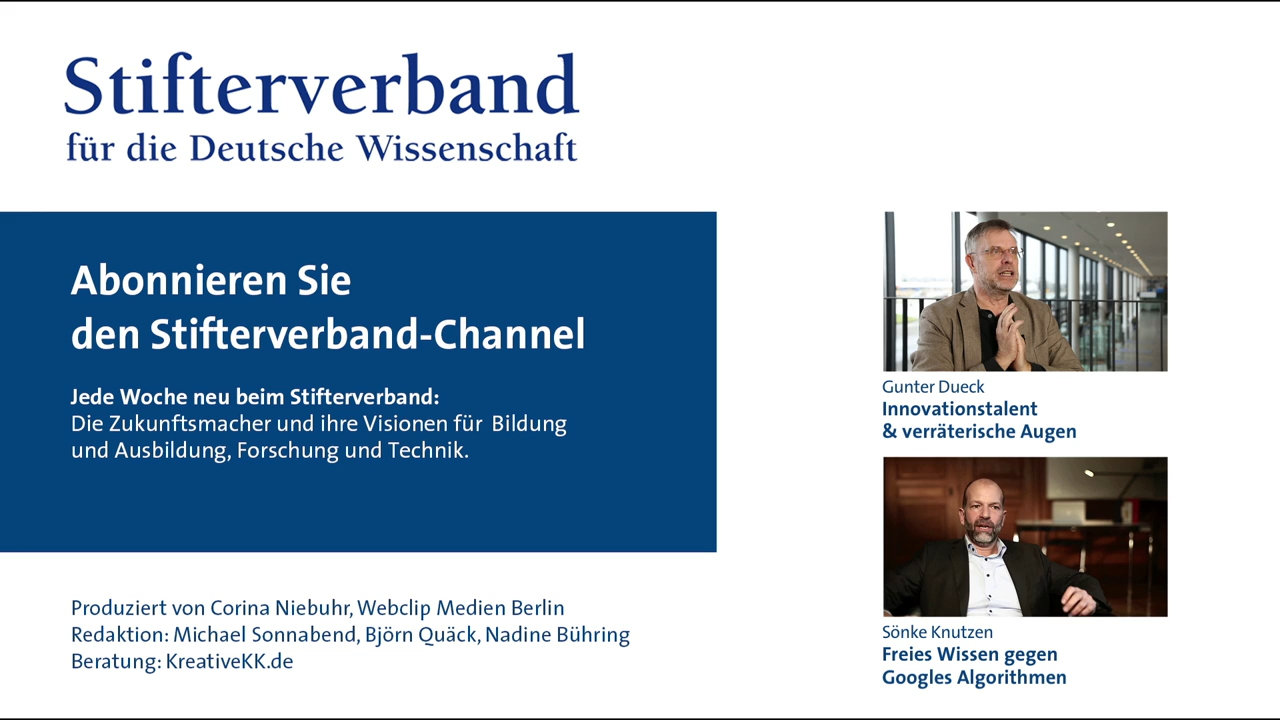 Stifterverband
für die Deutsche Wissenschaft
Abonnieren Sie
den Stifterverband-Channel
Jede Woche neu beim Stifterverband:
Die Zukunftsmacher und ihre Visionen für Bildung
und Ausbildung, Forschung und Technik.
Produziert von Corina Niebuhr, Webclip Medien Berlin
Redaktion: Michael Sonnabend, Björn Quäck, Nadine Bühring
Beratung: KreativeKK.de
Gunter Dueck
Innovationstalent
& verräterische Augen
Sönke Knutzen
Freies Wissen gegen
Googles Algorithmen